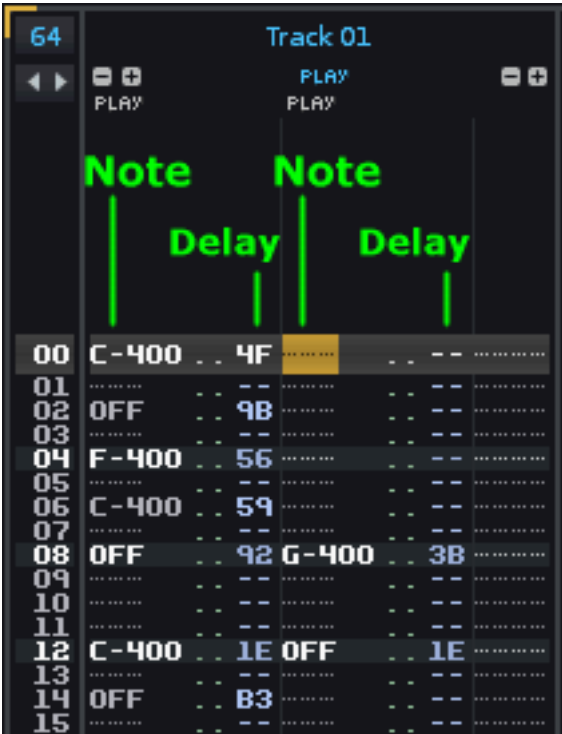 64 Track 01
PLAY
PLAY PLAY
Note Note
Delay Delay
00 C-400 .. 4F ......... .. -- ............
01 ......... .. -- ......... .. -- ............
02 OFF .. 9B ......... .. -- ............
03 ......... .. -- ......... .. -- ............
04 F-400 .. 56 ......... .. -- ............
05 ......... .. -- ......... .. -- ............
06 C-400 .. 59 ......... .. -- ............
07 ......... .. -- ......... .. -- ............
08 OFF .. 92 G-400 .. 3B ............
09 ......... .. -- ......... .. -- ............
10 ......... .. -- ......... .. -- ............
11 ......... .. -- ......... .. -- ............
12 C-400 .. 1E OFF .. 1E ............
13 ......... .. -- ......... .. -- ............
14 OFF .. B3 ......... .. -- ............
15 ......... .. -- ......... .. -- ............